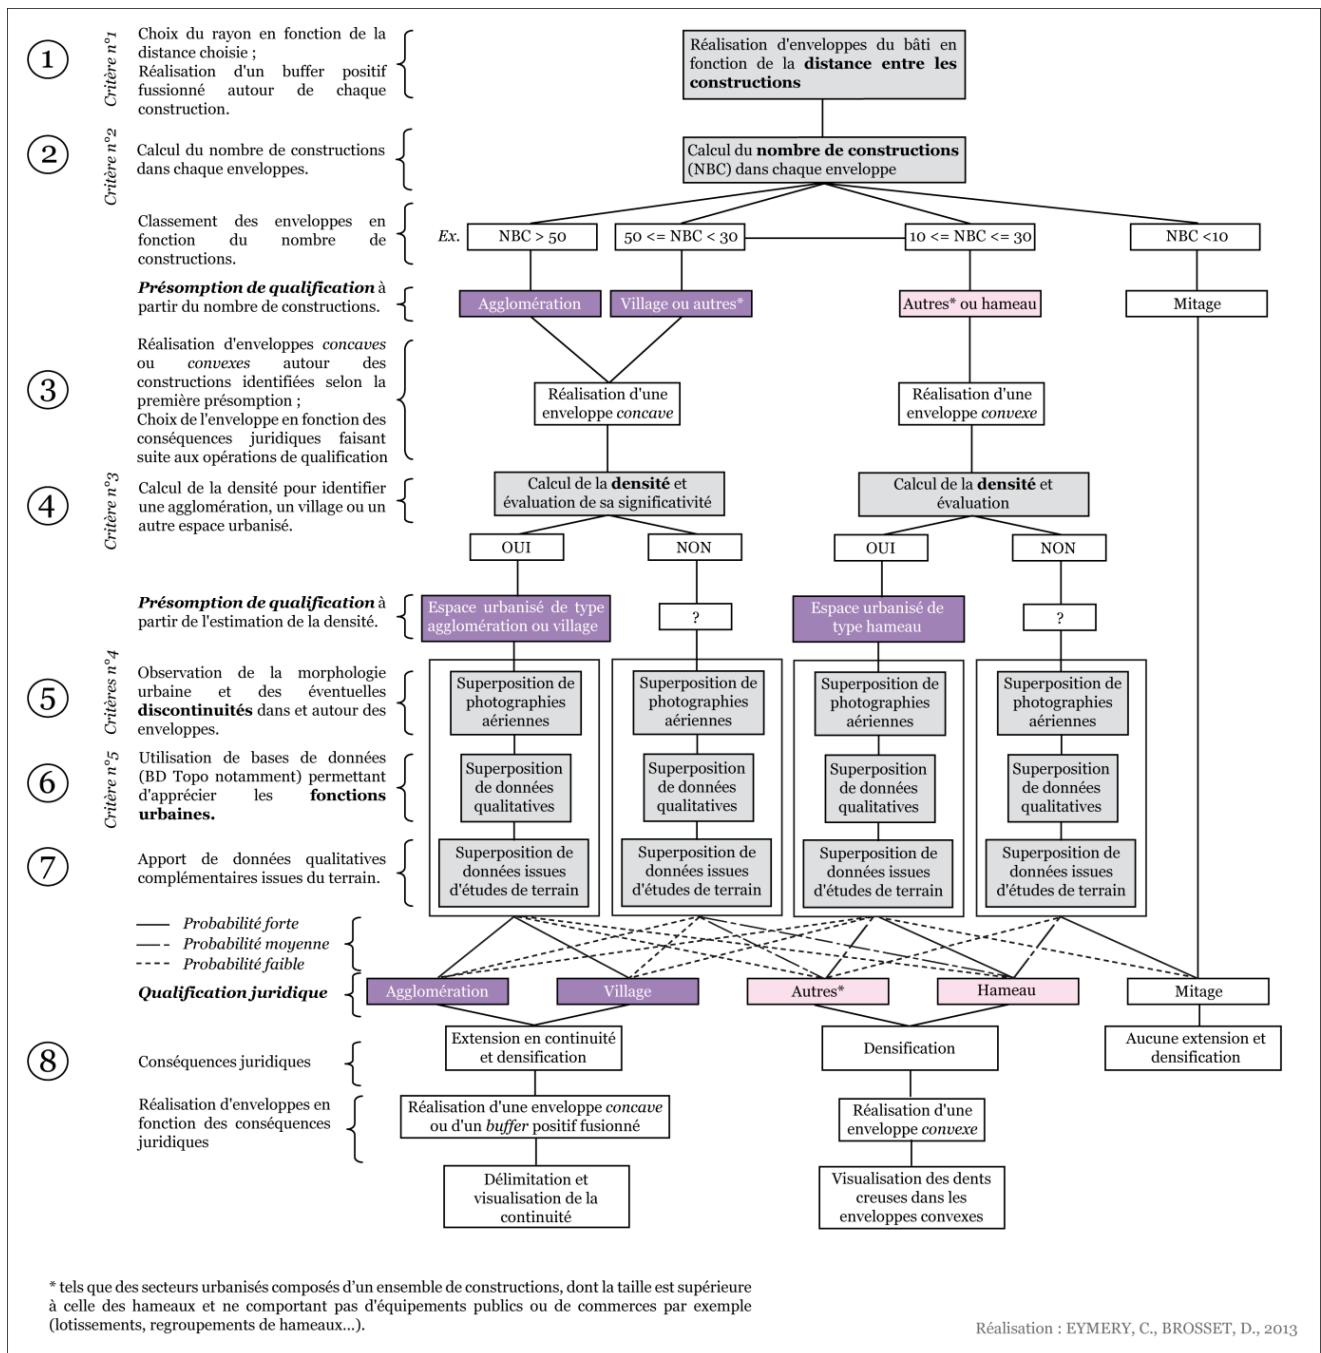 1
Critère n°1
Choix du rayon en fonction de la
distance choisie ;
Réalisation d'un buffer positif
fussionné autour de chaque
construction.
Réalisation d'enveloppes du bâti en
fonction de la distance entre les
constructions
2
Critère n°2
Calcul du nombre de constructions
dans chaque enveloppes.
Calcul du nombre de constructions
(NBC) dans chaque enveloppe
Classement des enveloppes en
fonction du nombre de
constructions.
Ex.
NBC > 50
50 <= NBC < 30
10 <= NBC <= 30
NBC <10
Présomption de qualification à
partir du nombre de constructions.
Agglomération
Village ou autres*
Autres* ou hameau
Mitage
3
Réalisation d'enveloppes concaves
ou convexes autour des
constructions identifiées selon la
première présomption ;
Choix de l'enveloppe en fonction des
conséquences juridiques faisant
suite aux opérations de qualification
Réalisation d'une
enveloppe concave
Réalisation d'une
enveloppe convexe
4
Critère n°3
Calcul de la densité pour identifier
une agglomération, un village ou un
autre espace urbanisé.
Calcul de la densité et
évaluation de sa significativité
Calcul de la densité et
évaluation
OUI
NON
OUI
NON
Présomption de qualification à
partir de l'estimation de la densité.
Espace urbanisé de type
agglomération ou village
?
Espace urbanisé de
type hameau
?
5
Critères n°4
Observation de la morphologie
urbaine et des éventuelles
discontinuités dans et autour des
enveloppes.
Superposition de
photographies
aériennes
Superposition de
photographies
aériennes
Superposition de
photographies
aériennes
Superposition de
photographies
aériennes
6
Critère n°5
Utilisation de bases de données
(BD Topo notamment) permettant
d'apprécier les fonctions
urbaines.
Superposition
de données
qualitatives
Superposition
de données
qualitatives
Superposition
de données
qualitatives
Superposition
de données
qualitatives
7
Apport de données qualitatives
complémentaires issues du terrain.
Superposition de
données issues
d'études de terrain
Superposition de
données issues
d'études de terrain
Superposition de
données issues
d'études de terrain
Superposition de
données issues
d'études de terrain
Probabilité forte
Probabilité moyenne
Probabilité faible
Qualification juridique
Agglomération
Village
Autres*
Hameau
Mitage
8
Conséquences juridiques
Extension en continuité
et densification
Densification
Aucune extension et
densification
Réalisation d'enveloppes en
fonction des conséquences
juridiques
Réalisation d'une enveloppe concave
ou d'un buffer positif fusionné
Réalisation d'une
enveloppe convexe
Délimitation et
visualisation de la
continuité
Visualisation des dents
creuses dans les
enveloppes convexes
* tels que des secteurs urbanisés composés d'un ensemble de constructions, dont la taille est supérieure
à celle des hameaux et ne comportant pas d'équipements publics ou de commerces par exemple
(lotissements, regroupements de hameaux...).
Réalisation : EYMERY, C., BROSSET, D., 2013